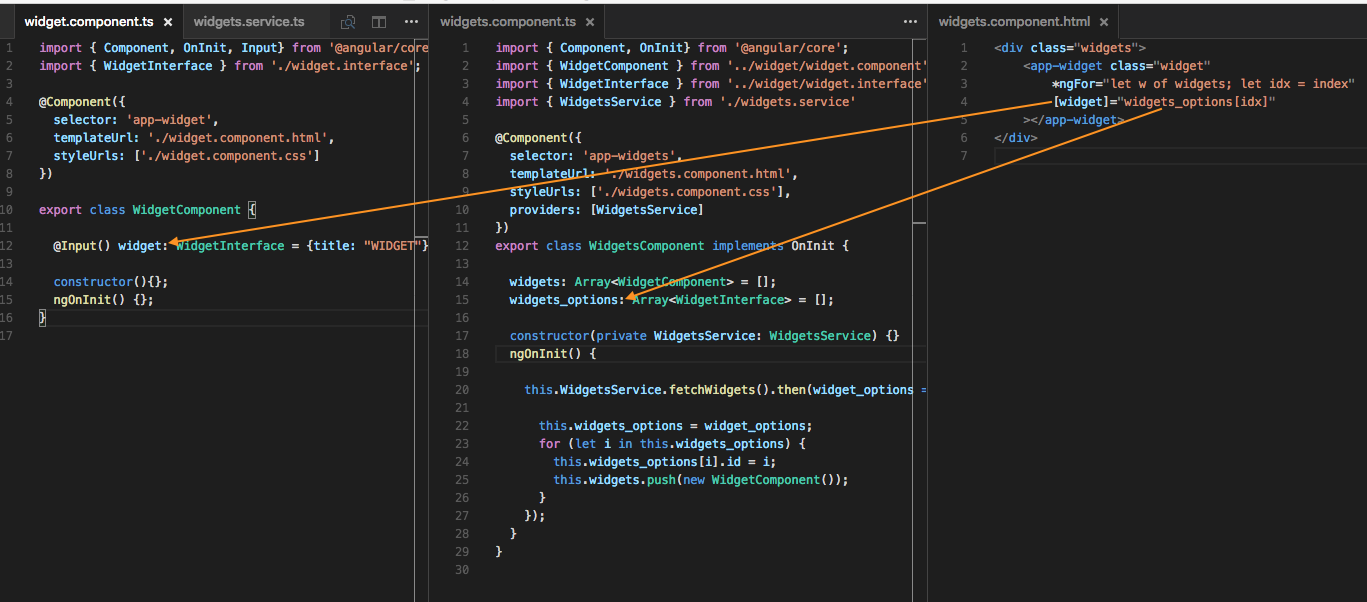 widget.component.ts ×
widgets.service.ts
1 import { Component, OnInit, Input} from '@angular/core
2 import { WidgetInterface } from './widget.interface';
3
4 @Component({
5 selector: 'app-widget',
6 templateUrl: './widget.component.html',
7 styleUrls: ['./widget.component.css']
8 })
9
10 export class WidgetComponent {
11
12 @Input() widget: WidgetInterface = {title: "WIDGET"}
13
14 constructor(){};
15 ngOnInit() {};
16 }
17
widgets.component.ts ×
1 import { Component, OnInit} from '@angular/core';
2 import { WidgetComponent } from '../widget/widget.component'
3 import { WidgetInterface } from '../widget/widget.interface'
4 import { WidgetsService } from './widgets.service'
5
6 @Component({
7 selector: 'app-widgets',
8 templateUrl: './widgets.component.html',
9 styleUrls: ['./widgets.component.css'],
10 providers: [WidgetsService]
11 })
12 export class WidgetsComponent implements OnInit {
13
14 widgets: Array<WidgetComponent> = [];
15 widgets_options: Array<WidgetInterface> = [];
16
17 constructor(private WidgetsService: WidgetsService) {}
18 ngOnInit() {
19
20 this.WidgetsService.fetchWidgets().then(widget_options =
21
22 this.widgets_options = widget_options;
23 for (let i in this.widgets_options) {
24 this.widgets_options[i].id = i;
25 this.widgets.push(new WidgetComponent());
26 }
27 });
28 }
29 }
30
widgets.component.html ×
1 <div class="widgets">
2 <app-widget class="widget"
3 *ngFor="let w of widgets; let idx = index"
4 [widget]="widgets_options[idx]"
5 ></app-widget>
6 </div>
7